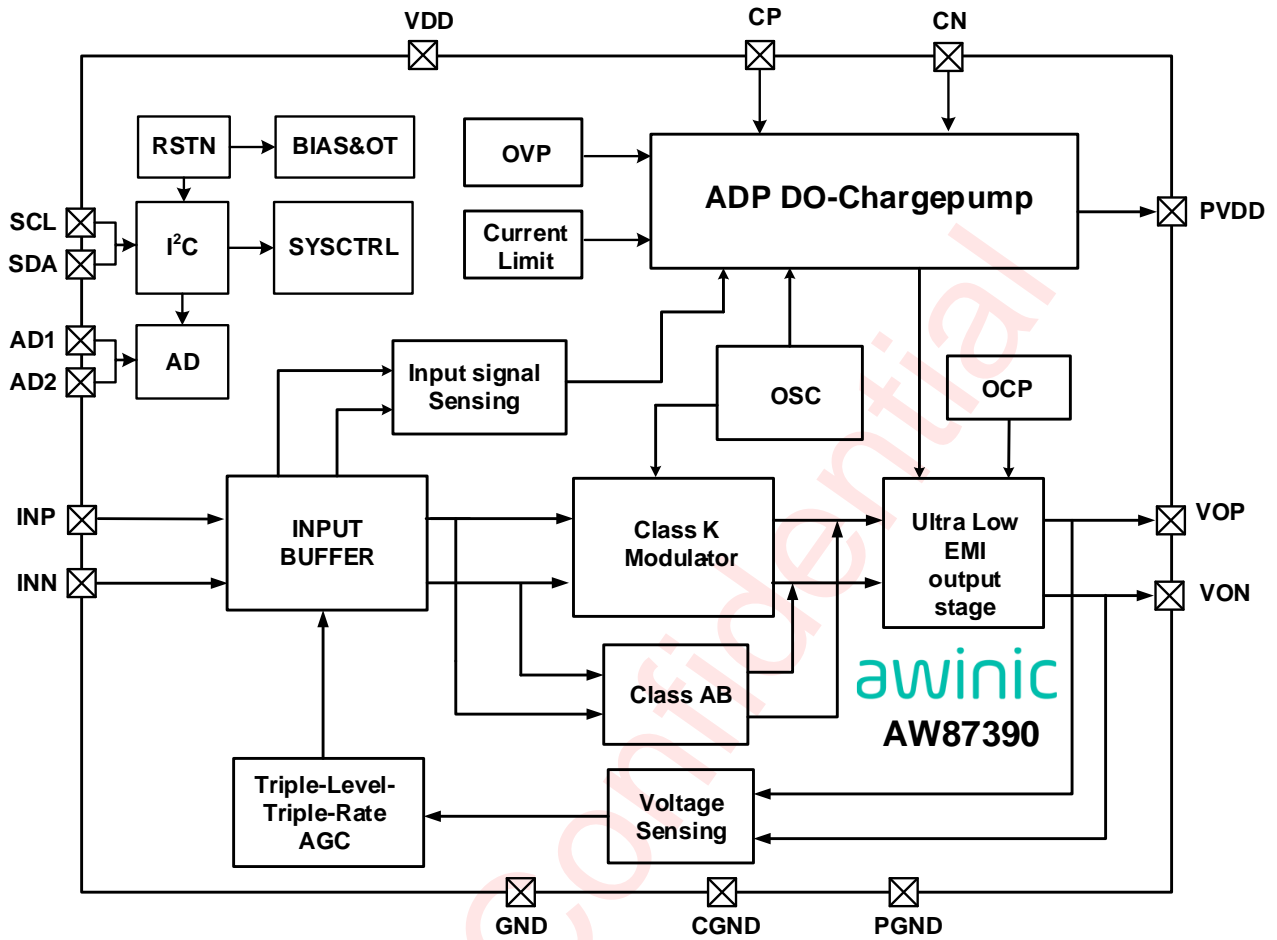 VDD
CP
CN
RSTN
BIAS&OT
OVP
ADP DO-Chargepump
SCL
SDA
I²C
SYSCTRL
Current
Limit
PVDD
AD1
AD2
AD
Input signal
Sensing
OSC
OCP
INP
INN
INPUT
BUFFER
Class K
Modulator
Ultra Low
EMI
output
stage
VOP
VON
Class AB
awinic
AW87390
Triple-Level-
Triple-Rate
AGC
Voltage
Sensing
GND
CGND
PGND
Confidential